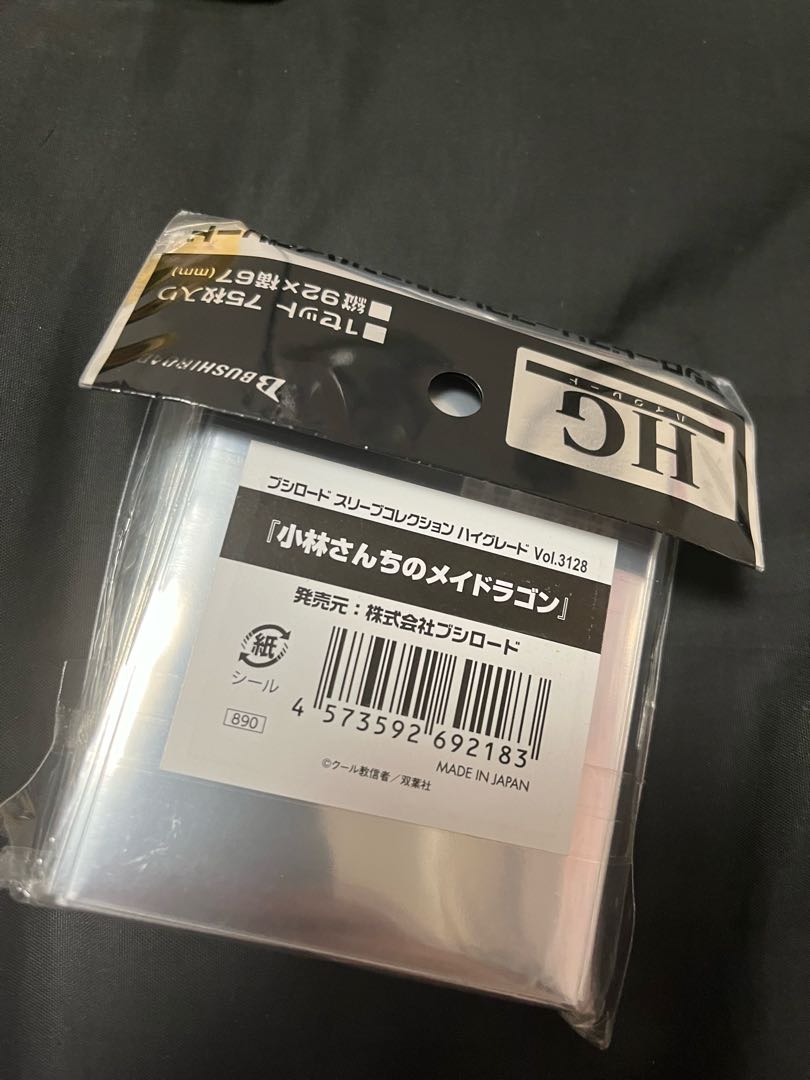 ■1セット 75枚入り
■縦92×横67(mm)
BUSHIROAD
HG
ハイグレード
ブシロード スリーブコレクション ハイグレード Vol.3128
『小林さんちのメイドラゴン』
発売元：株式会社ブシロード
紙
シール
890
4 573592 692183
MADE IN JAPAN
©クール教信者／双葉社